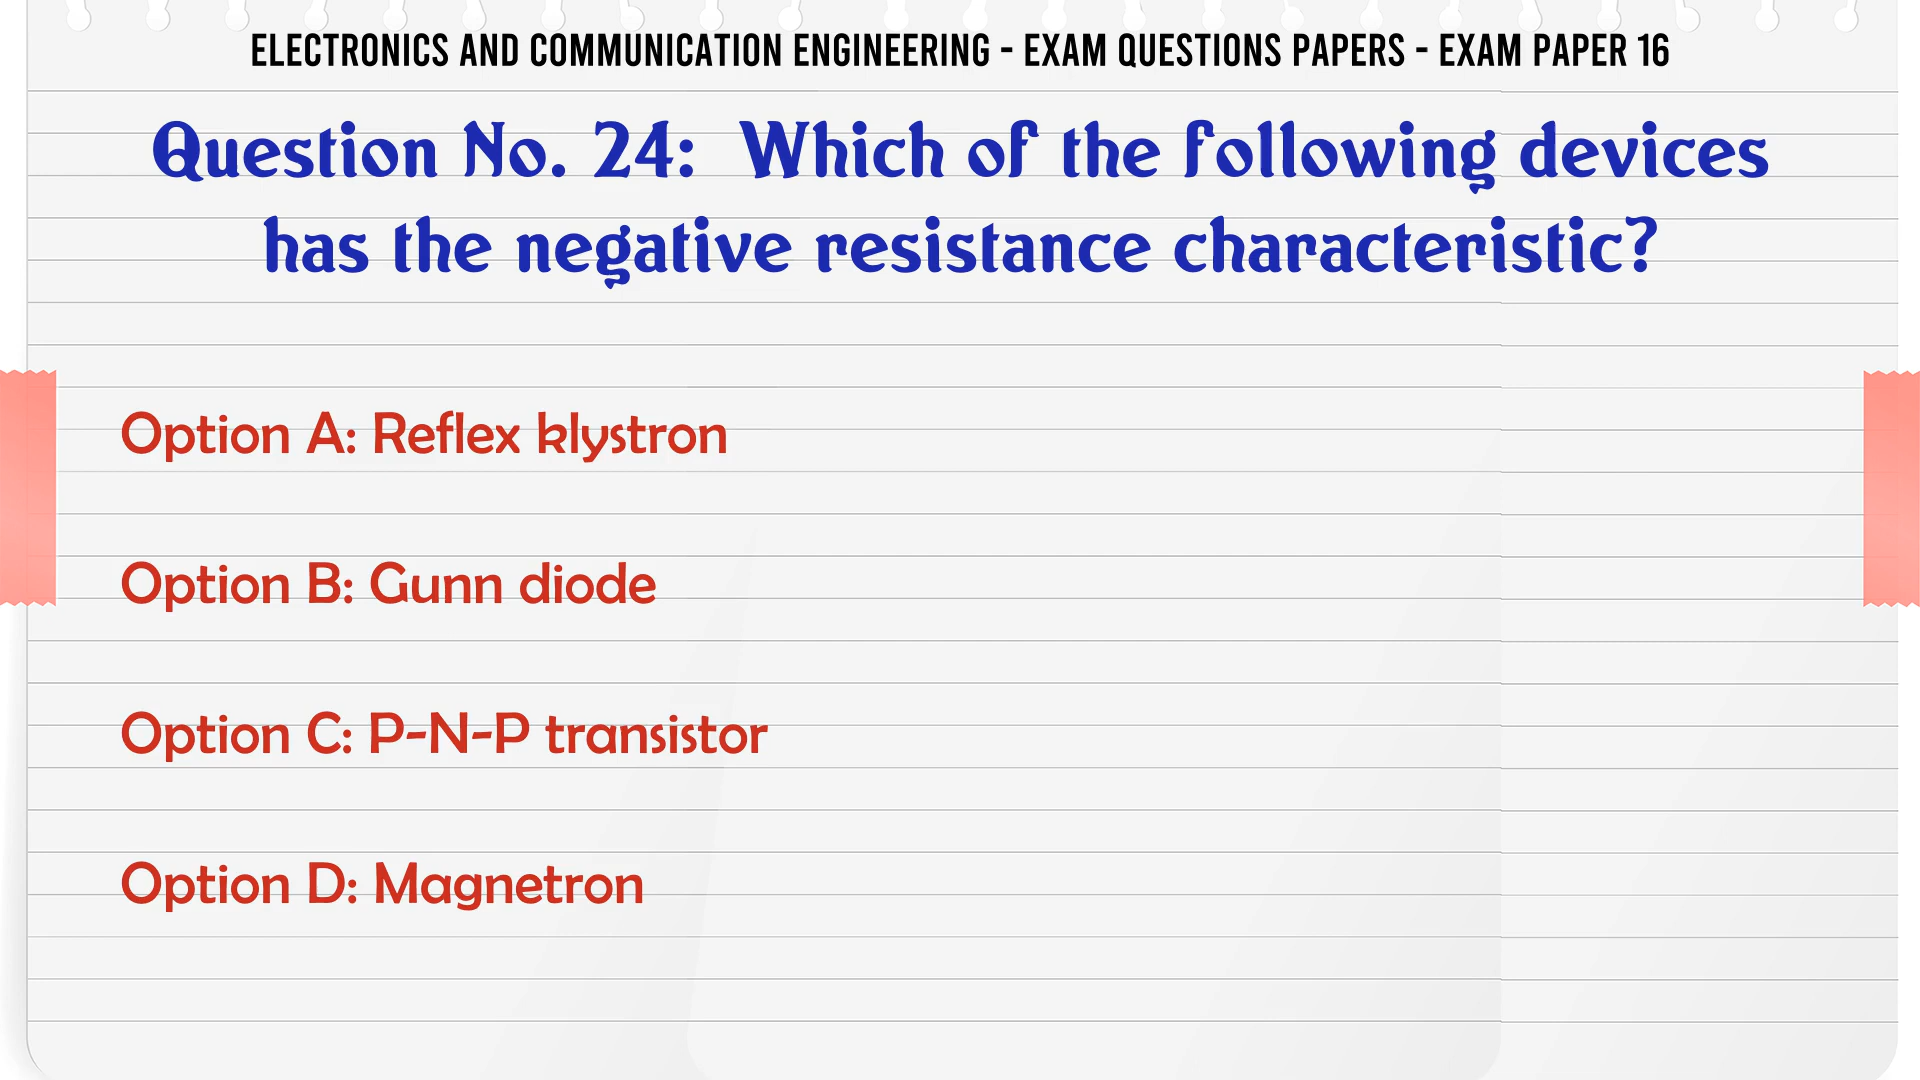 ELECTRONICS AND COMMUNICATION ENGINEERING - EXAM QUESTIONS PAPERS - EXAM PAPER 16
Question No. 24: Which of the following devices
has the negative resistance characteristic?
Option A: Reflex klystron
Option B: Gunn diode
Option C: P-N-P transistor
Option D: Magnetron